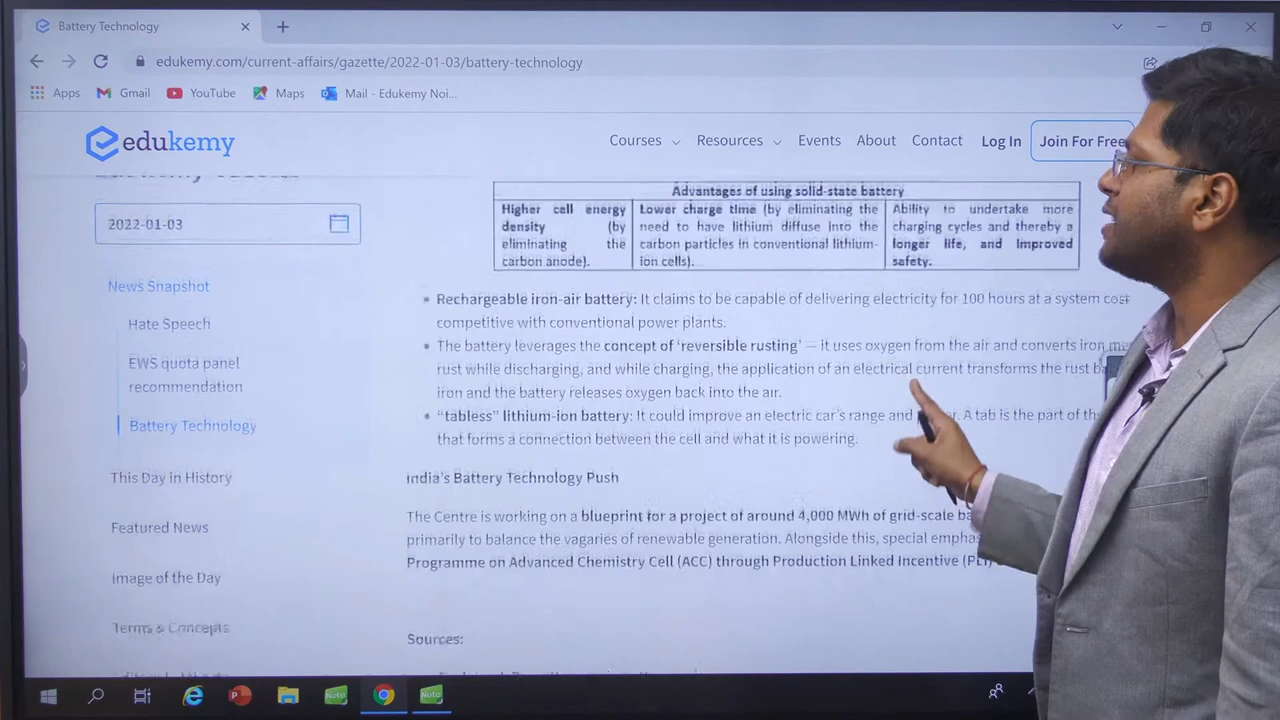 Battery Technology
edukemy.com/current-affairs/gazette/2022-01-03/battery-technology
Apps Gmail YouTube Maps Mail - Edukemy Noi...
edukemy
Courses Resources Events About Contact Log In Join For Free
2022-01-03
News Snapshot
Hate Speech
EWS quota panel
recommendation
Battery Technology
This Day in History
Featured News
Image of the Day
Terms & Concepts
Advantages of using solid-state battery
Higher cell energy
density (by
eliminating the
carbon anode).
Lower charge time (by eliminating the
need to have lithium diffuse into the
carbon particles in conventional lithium-
ion cells).
Ability to undertake more
charging cycles and thereby a
longer life, and improved
safety.
Rechargeable iron-air battery: It claims to be capable of delivering electricity for 100 hours at a system cost
competitive with conventional power plants.
The battery leverages the concept of ‘reversible rusting’ — it uses oxygen from the air and converts iron
rust while discharging, and while charging, the application of an electrical current transforms the rust
iron and the battery releases oxygen back into the air.
“tabless” lithium-ion battery: It could improve an electric car's range and A tab is the part of
that forms a connection between the cell and what it is powering.
India's Battery Technology Push
The Centre is working on a blueprint for a project of around 4,000 MWh of grid-scale
primarily to balance the vagaries of renewable generation. Alongside this, special
Programme on Advanced Chemistry Cell (ACC) through Production Linked Incentive
Sources:
Note Note